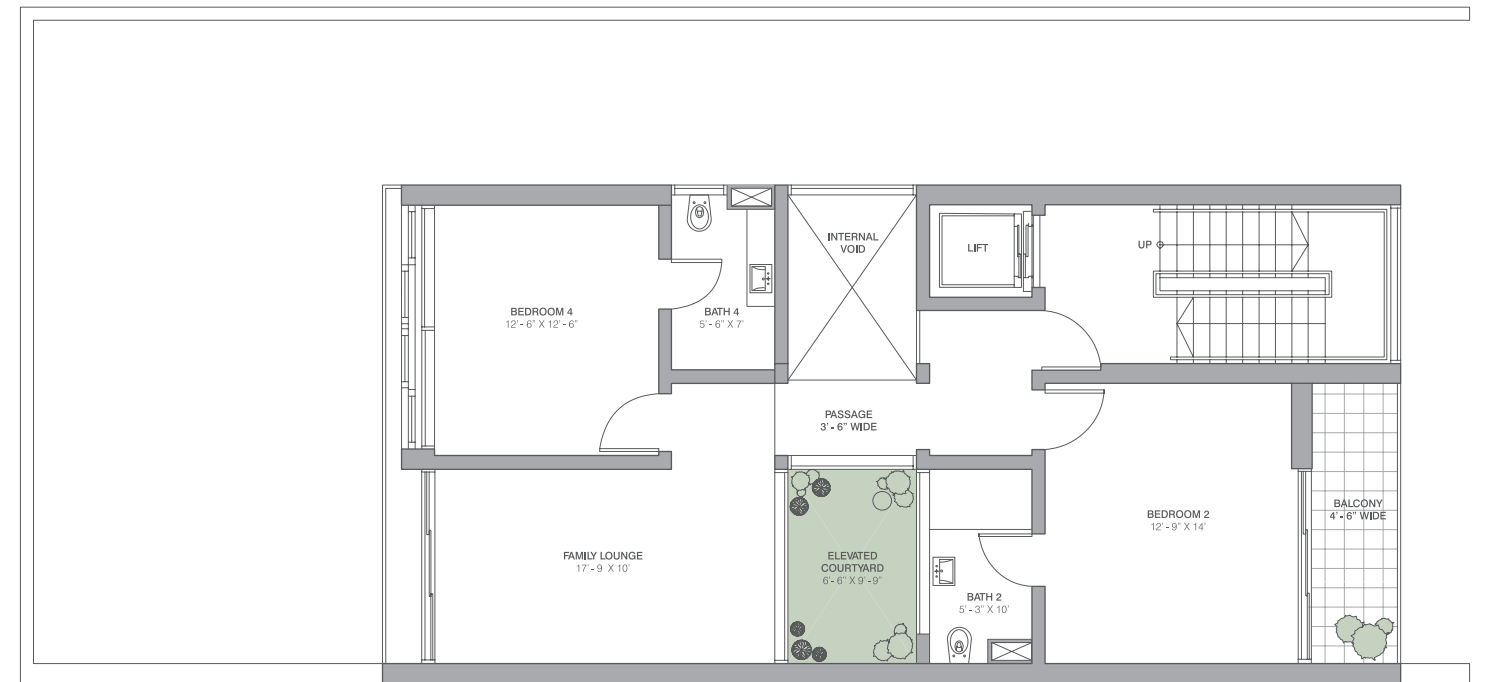 INTERNAL
VOID
LIFT
UP
BEDROOM 4
12' - 6" X 12' - 6"
BATH 4
5' - 6" X 7'
PASSAGE
3' - 6" WIDE
BALCONY
4' - 6" WIDE
BEDROOM 2
12' - 9" X 14'
FAMILY LOUNGE
17' - 9 X 10'
ELEVATED
COURTYARD
6' - 6" X 9' - 9"
BATH 2
5' - 3" X 10'